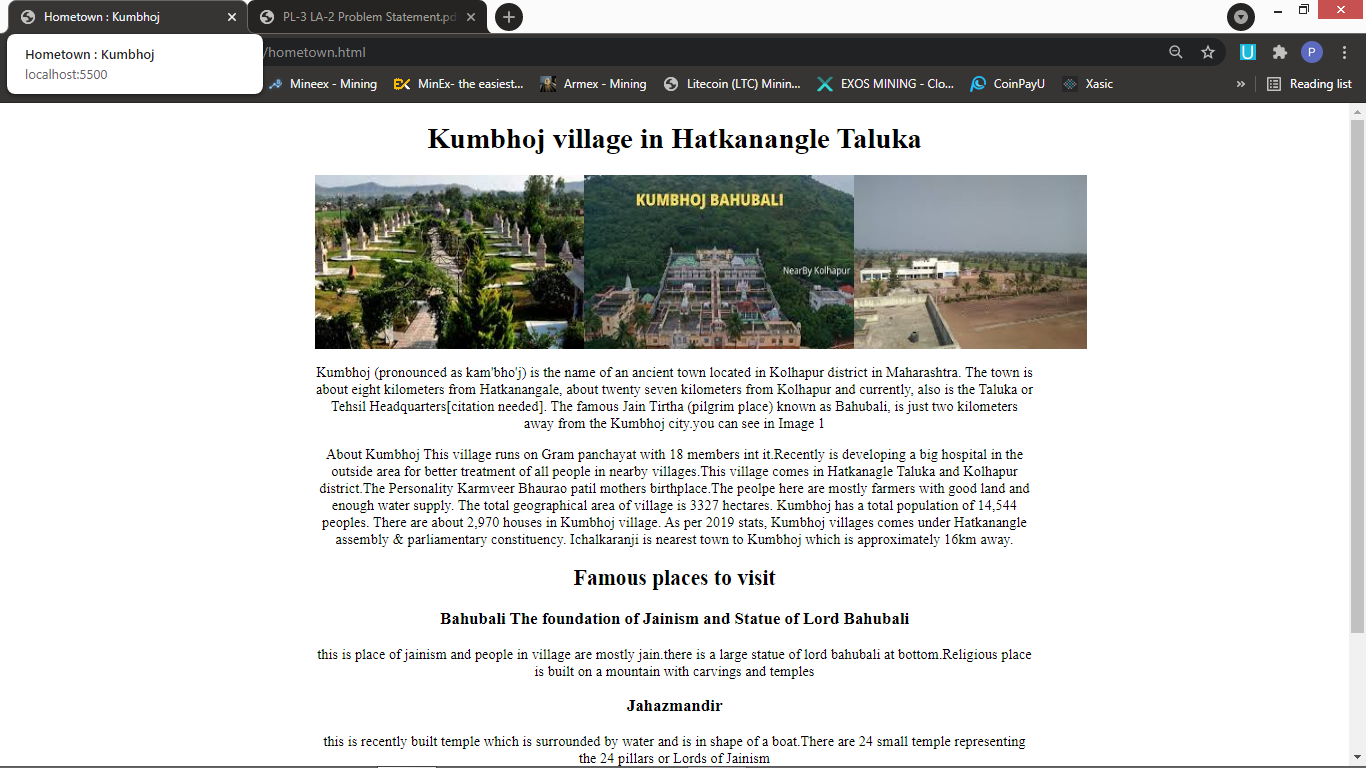 Hometown : Kumbhoj
PL-3 LA-2 Problem Statement.pd
Hometown : Kumbhoj
localhost:5500
/hometown.html
P
Mineex - Mining
MinEx- the easiest...
Armex - Mining
Litecoin (LTC) Minin...
EXOS MINING - Clo...
CoinPayU
Xasic
»
Reading list
Kumbhoj village in Hatkanangle Taluka
KUMBHOJ BAHUBALI
NearBy Kolhapur
Kumbhoj (pronounced as kam'bho'j) is the name of an ancient town located in Kolhapur district in Maharashtra. The town is
about eight kilometers from Hatkanangale, about twenty seven kilometers from Kolhapur and currently, also is the Taluka or
Tehsil Headquarters[citation needed]. The famous Jain Tirtha (pilgrim place) known as Bahubali, is just two kilometers
away from the Kumbhoj city.you can see in Image 1
About Kumbhoj This village runs on Gram panchayat with 18 members int it.Recently is developing a big hospital in the
outside area for better treatment of all people in nearby villages.This village comes in Hatkanagle Taluka and Kolhapur
district.The Personality Karmveer Bhaurao patil mothers birthplace.The peolpe here are mostly farmers with good land and
enough water supply. The total geographical area of village is 3327 hectares. Kumbhoj has a total population of 14,544
peoples. There are about 2,970 houses in Kumbhoj village. As per 2019 stats, Kumbhoj villages comes under Hatkanangle
assembly & parliamentary constituency. Ichalkaranji is nearest town to Kumbhoj which is approximately 16km away.
Famous places to visit
Bahubali The foundation of Jainism and Statue of Lord Bahubali
this is place of jainism and people in village are mostly jain.there is a large statue of lord bahubali at bottom.Religious place
is built on a mountain with carvings and temples
Jahazmandir
this is recently built temple which is surrounded by water and is in shape of a boat.There are 24 small temple representing
the 24 pillars or Lords of Jainism